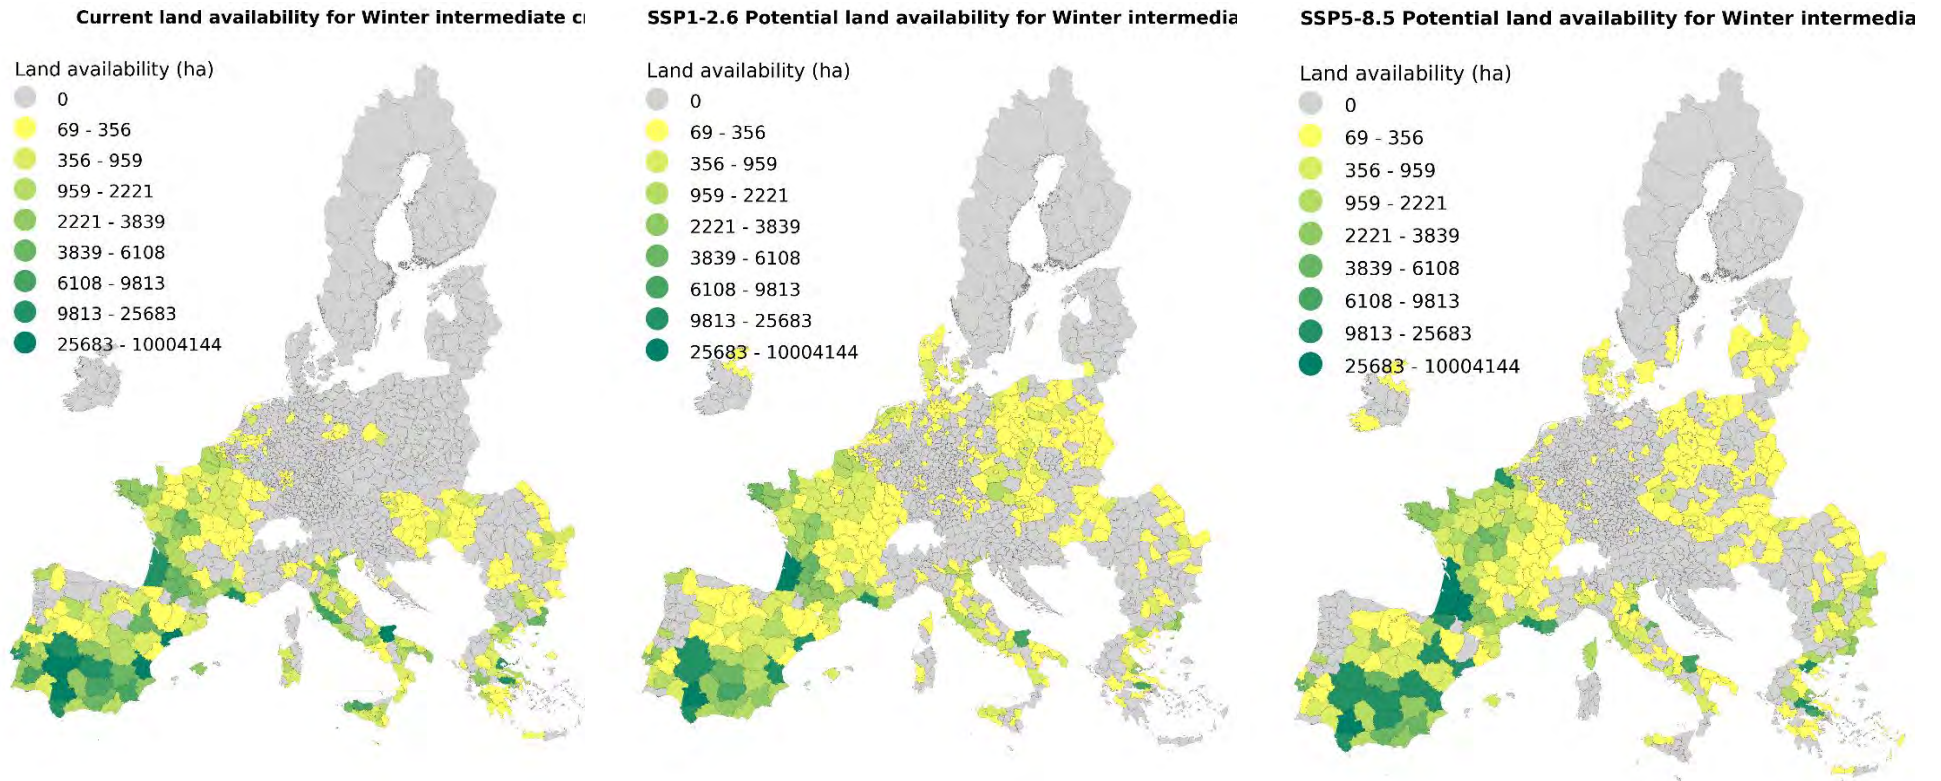 Current land availability for Winter intermediate cr
Land availability (ha)
0
69 - 356
356 - 959
959 - 2221
2221 - 3839
3839 - 6108
6108 - 9813
9813 - 25683
25683 - 10004144
SSP1-2.6 Potential land availability for Winter intermedia
Land availability (ha)
0
69 - 356
356 - 959
959 - 2221
2221 - 3839
3839 - 6108
6108 - 9813
9813 - 25683
25683 - 10004144
SSP5-8.5 Potential land availability for Winter intermedia
Land availability (ha)
0
69 - 356
356 - 959
959 - 2221
2221 - 3839
3839 - 6108
6108 - 9813
9813 - 25683
25683 - 10004144